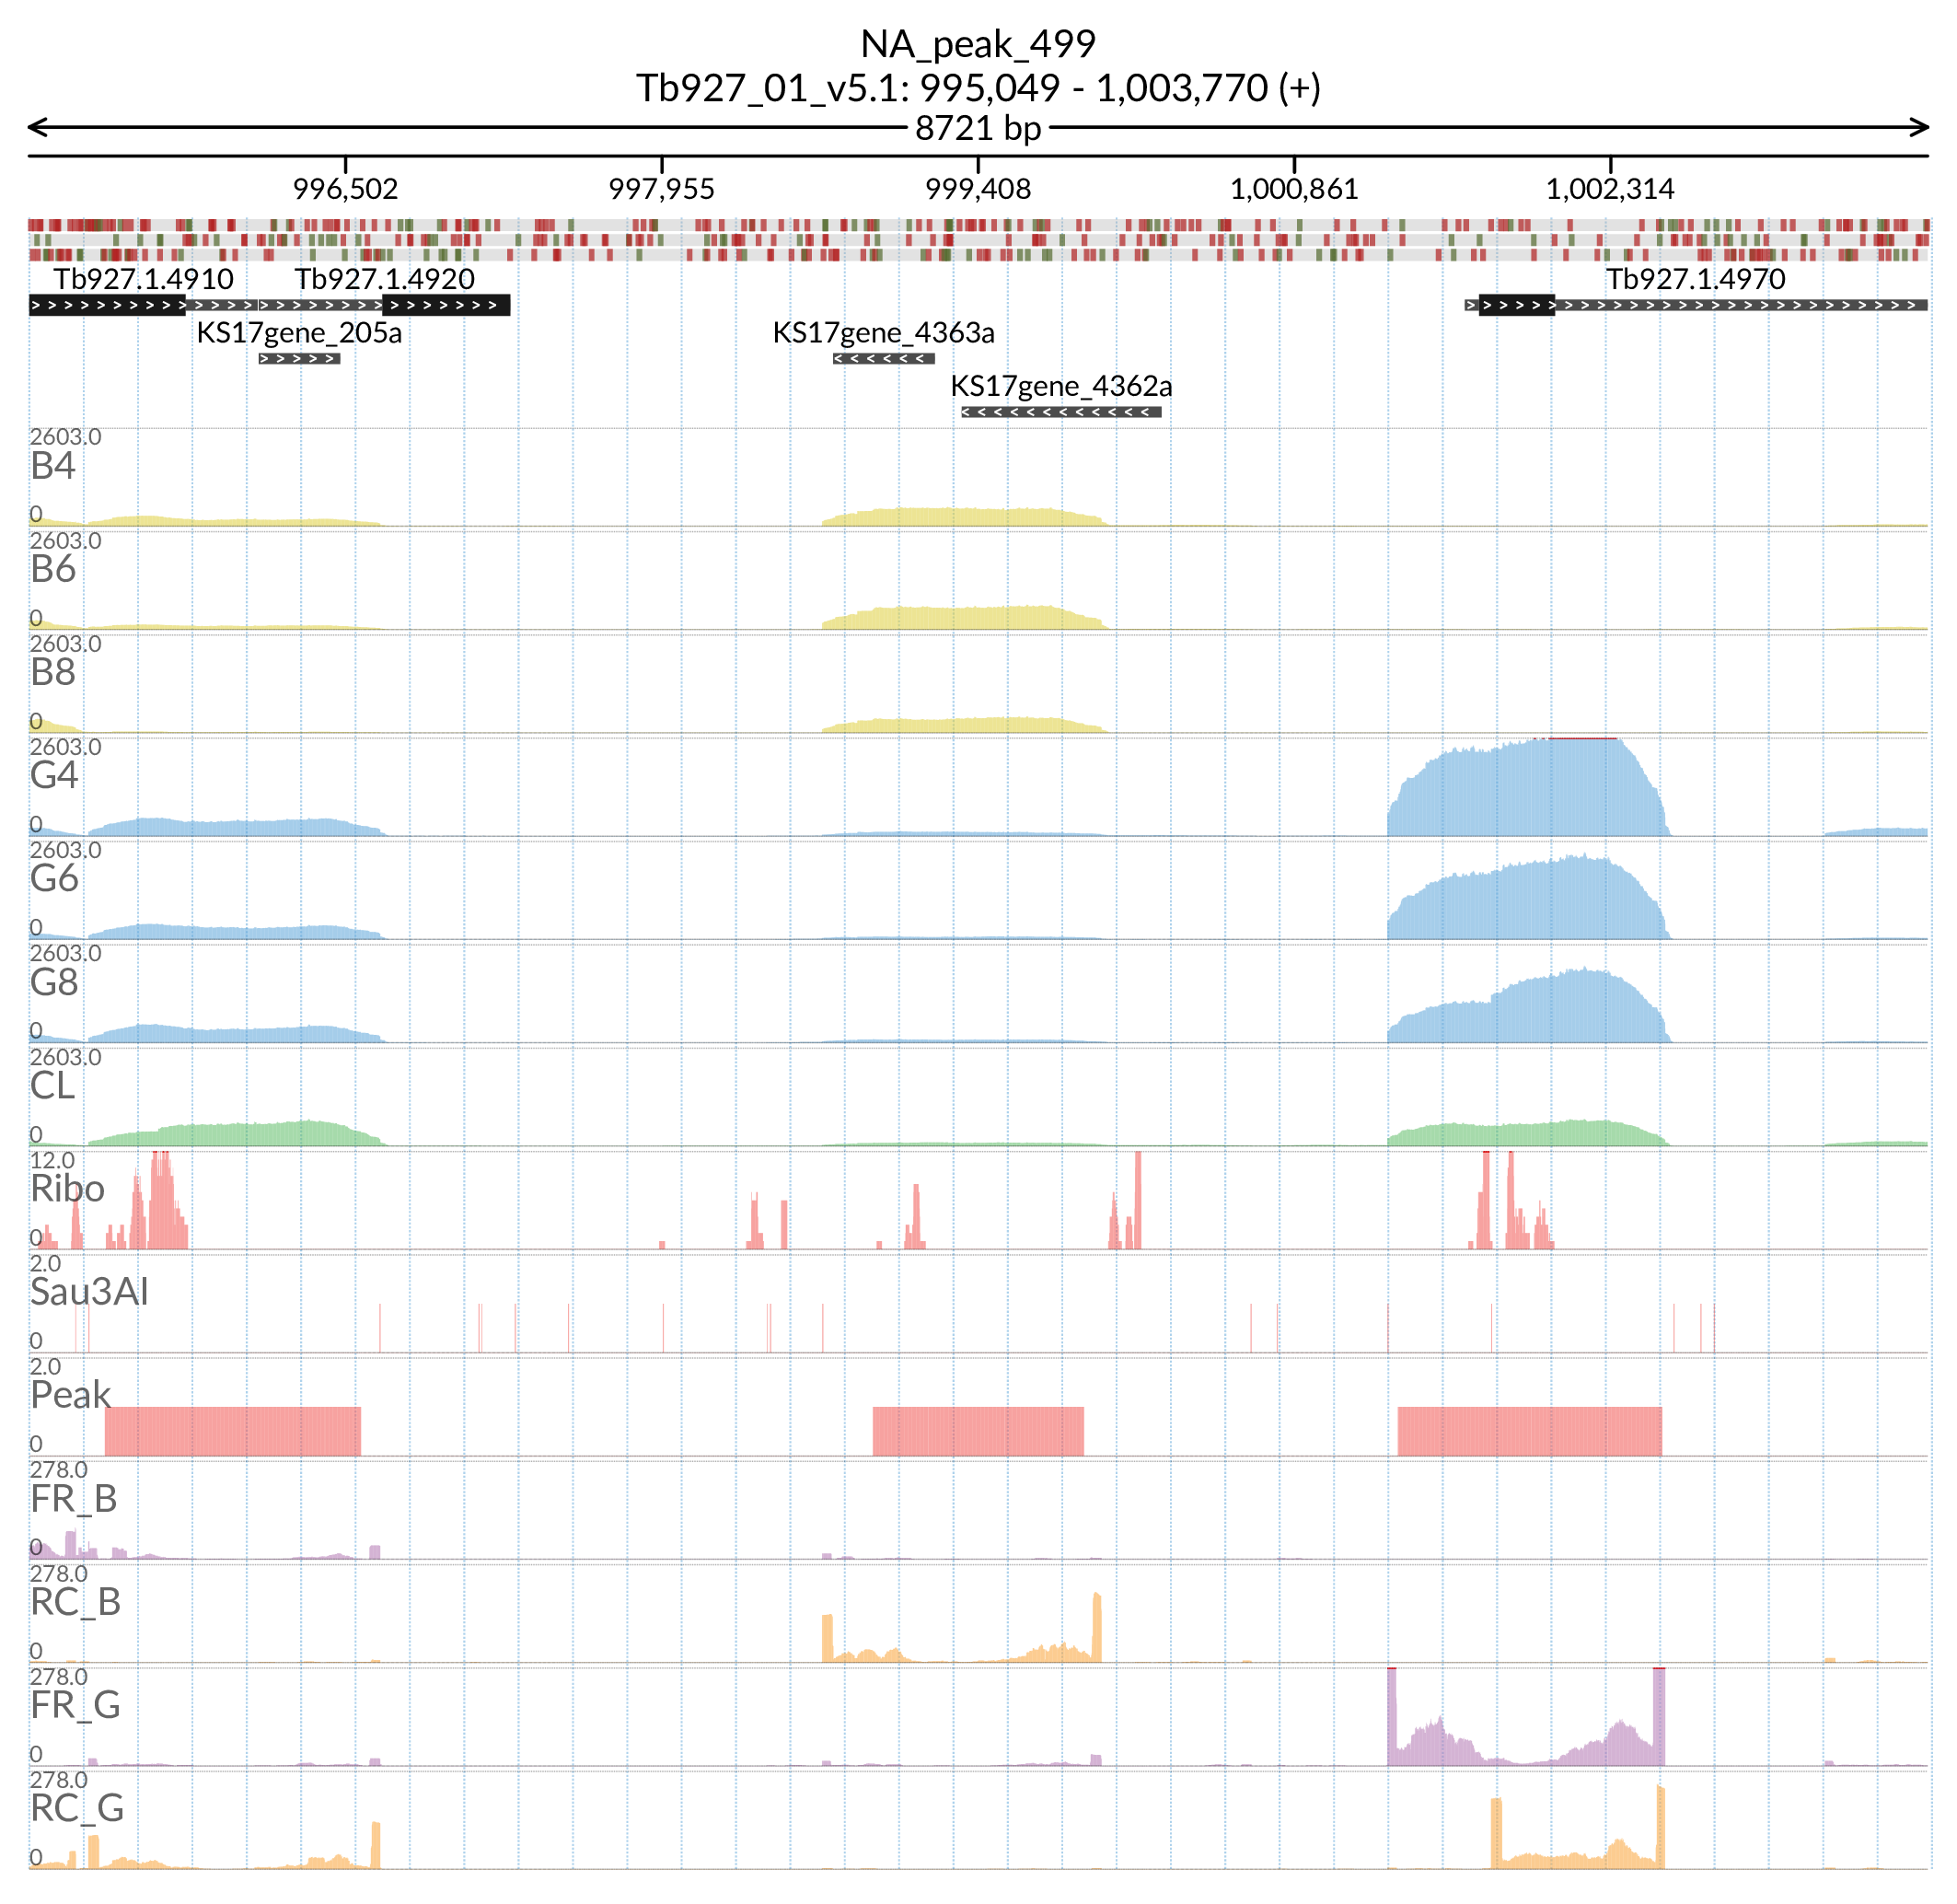 NA_peak_499
Tb927_01_v5.1: 995,049 - 1,003,770 (+)
8721 bp
996,502 997,955 999,408 1,000,861 1,002,314
Tb927.1.4910 Tb927.1.4920 Tb927.1.4970
KS17gene_205a KS17gene_4363a
KS17gene_4362a
2603.0
B4
0
2603.0
B6
0
2603.0
B8
0
2603.0
G4
0
2603.0
G6
0
2603.0
G8
0
2603.0
CL
0
12.0
Ribo
0
2.0
Sau3AI
0
2.0
Peak
0
278.0
FR_B
0
278.0
RC_B
0
278.0
FR_G
0
278.0
RC_G
0